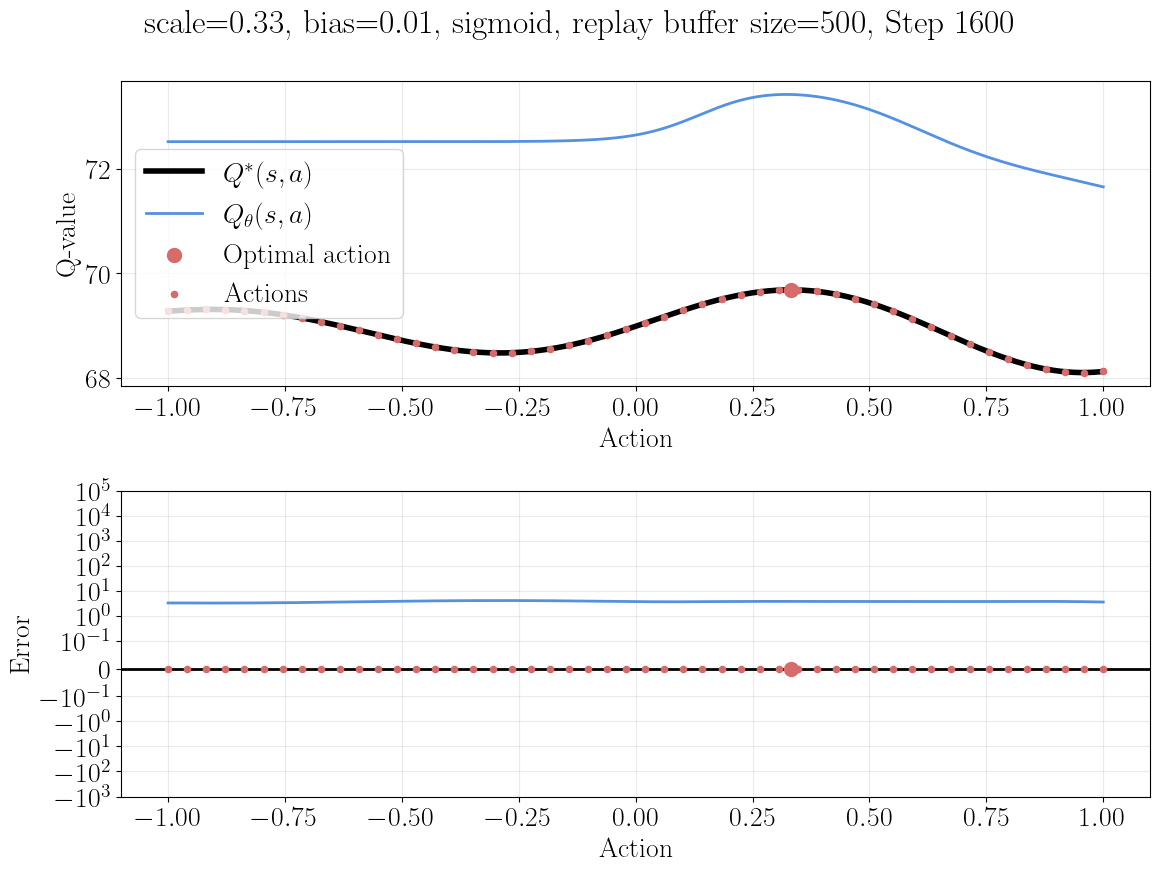 scale=0.33, bias=0.01, sigmoid, replay buffer size=500, Step 1600
Q-value
72
70
68
Q*(s, a)
Qθ(s, a)
Optimal action
Actions
−1.00 −0.75 −0.50 −0.25 0.00 0.25 0.50 0.75 1.00
Action
Error
10^5
10^4
10^3
10^2
10^1
10^0
10^−1
0
−10^−1
−10^0
−10^1
−10^2
−10^3
−1.00 −0.75 −0.50 −0.25 0.00 0.25 0.50 0.75 1.00
Action